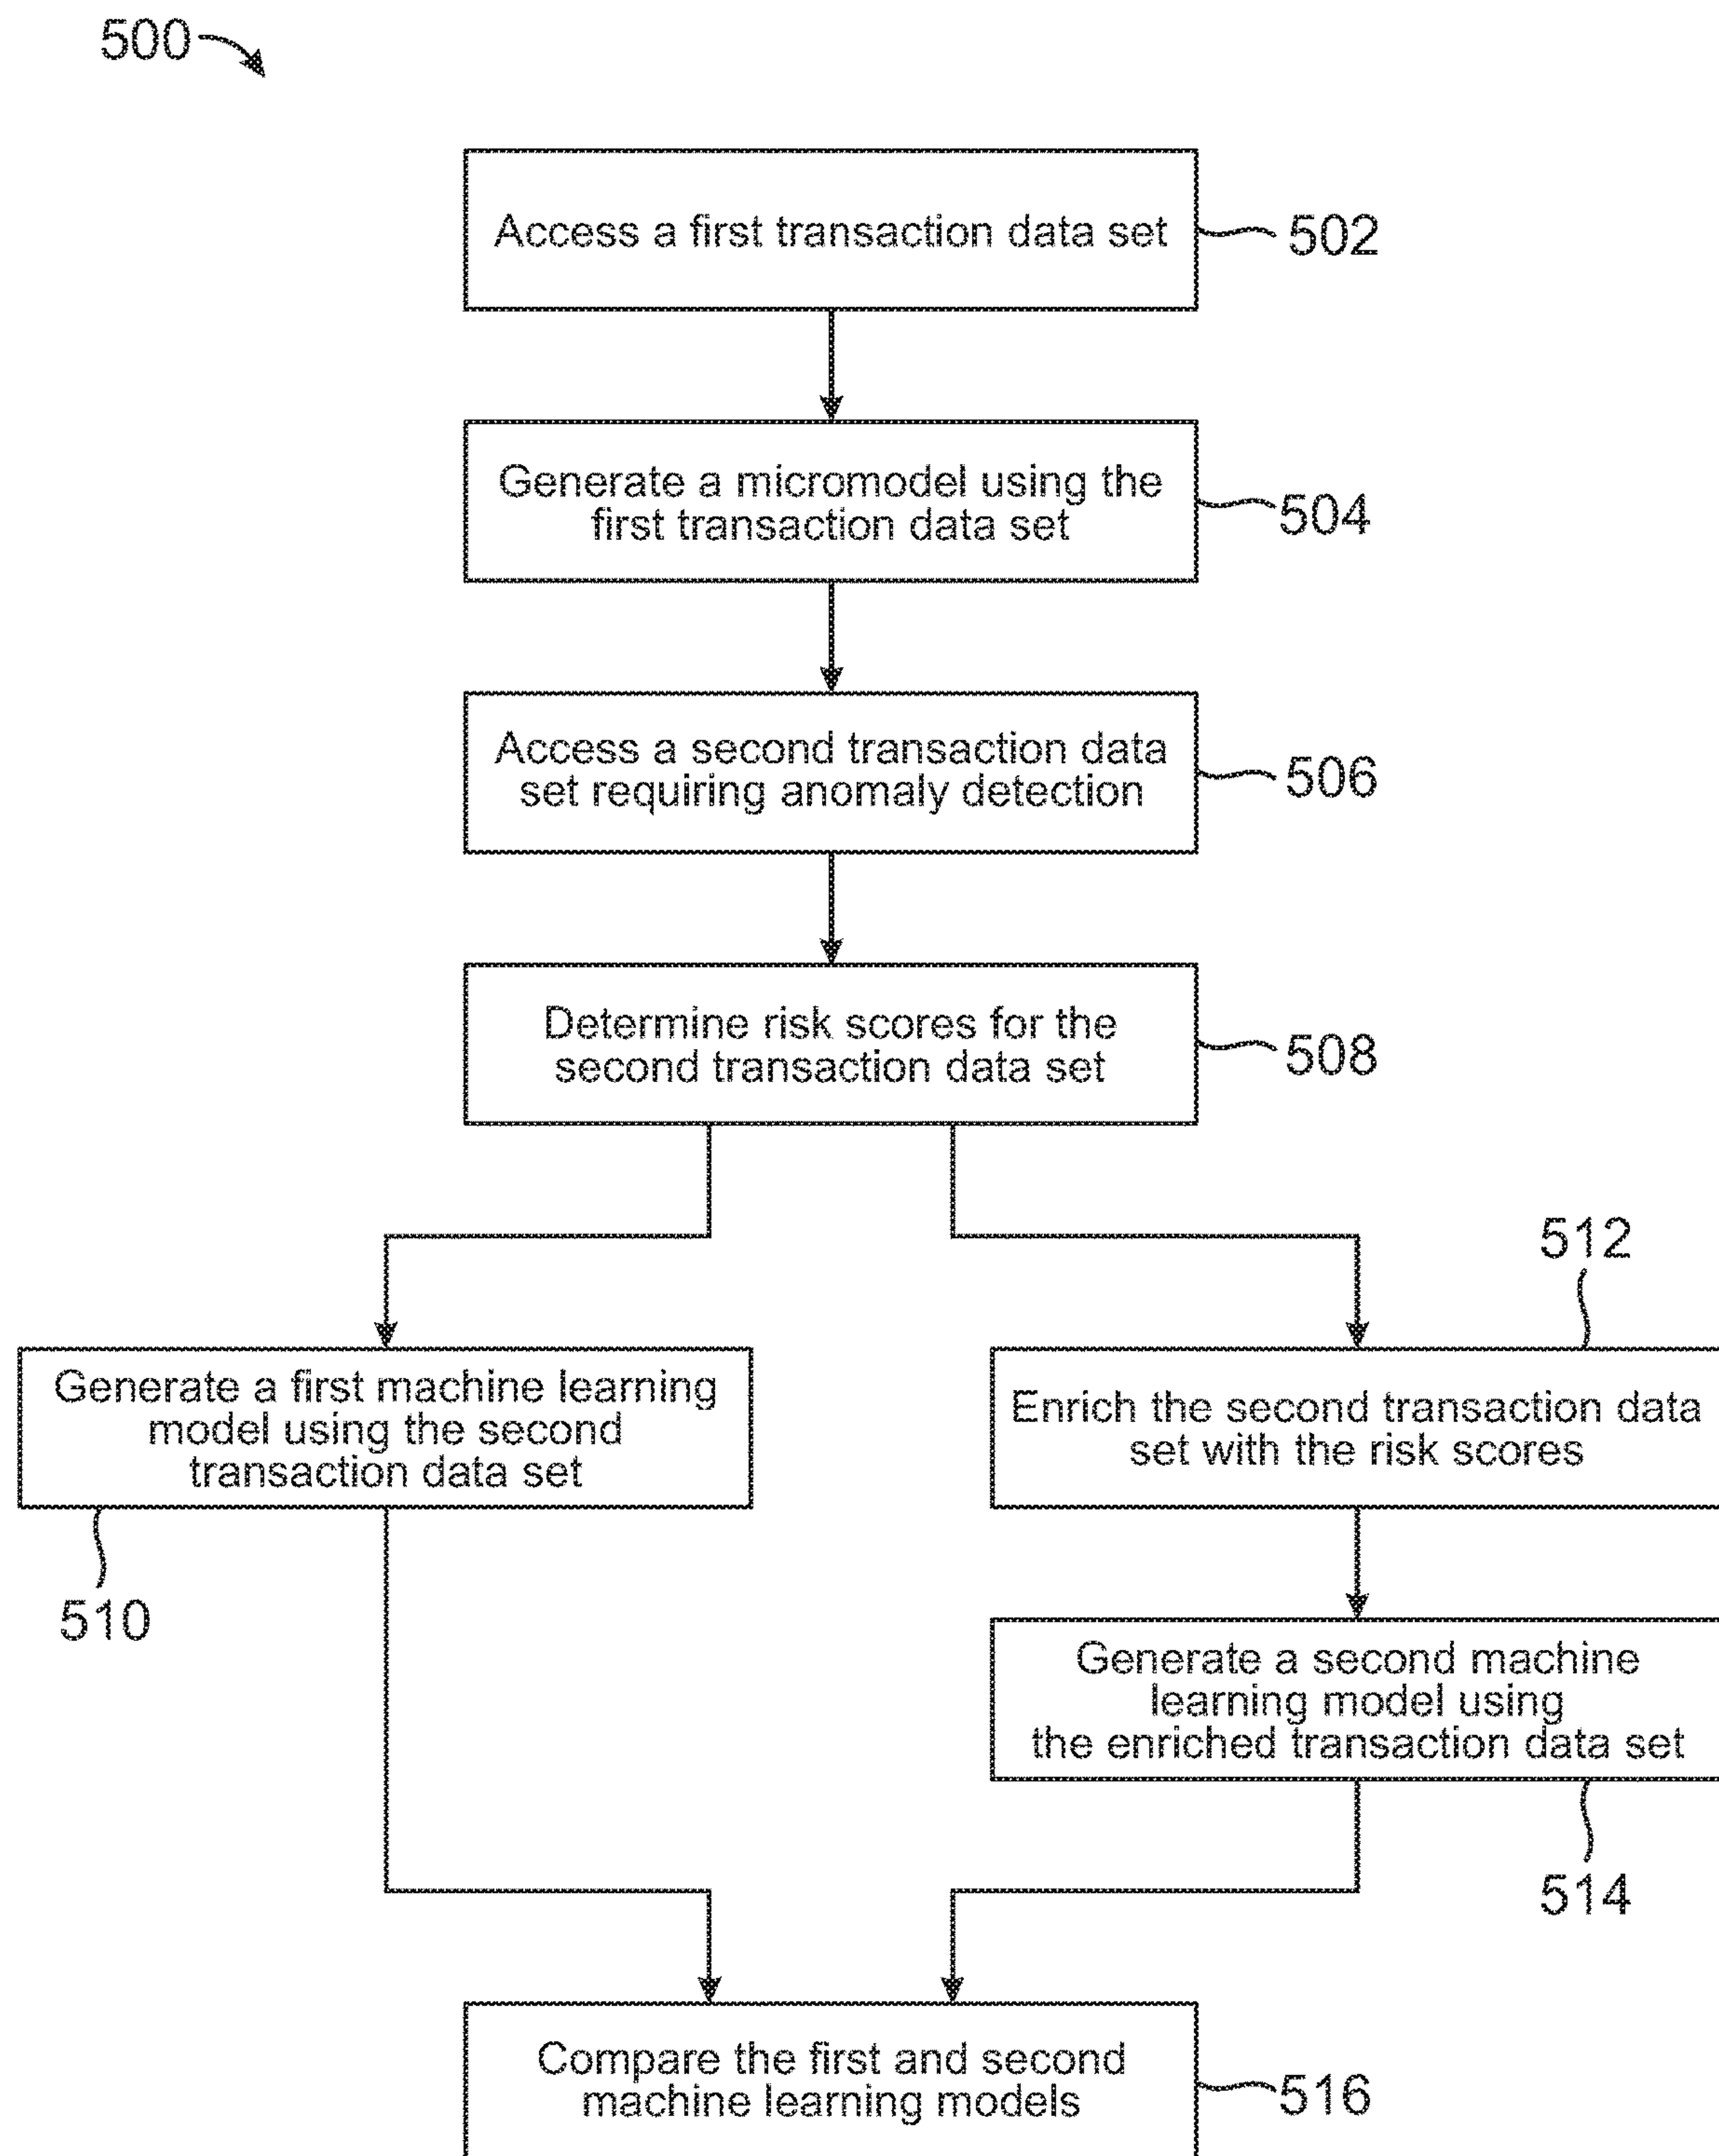 500
Access a first transaction data set
502
Generate a micromodel using the
first transaction data set
504
Access a second transaction data
set requiring anomaly detection
506
Determine risk scores for the
second transaction data set
508
512
Generate a first machine learning
model using the second
transaction data set
510
Enrich the second transaction data
set with the risk scores
Generate a second machine
learning model using
the enriched transaction data set
514
Compare the first and second
machine learning models
516